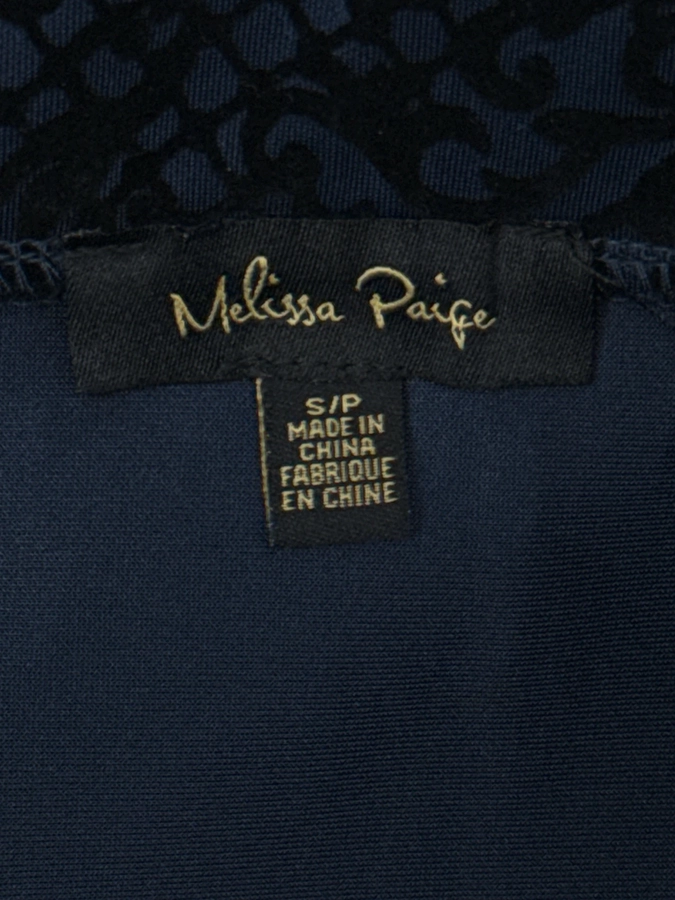 Melissa Paige
S/P
MADE IN
CHINA
FABRIQUE
EN CHINE